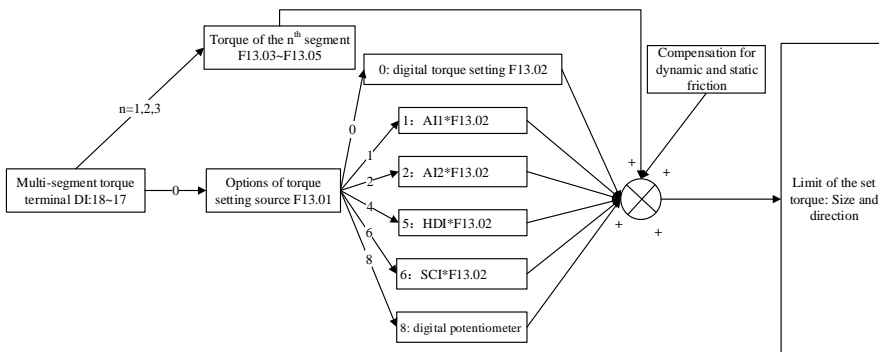 Torque of the nth segment
F13.03~F13.05
Compensation for
dynamic and static
friction
0: digital torque setting F13.02
n=1,2,3
0
1：AI1*F13.02
1
Multi-segment torque
terminal DI:18~17
0
Options of torque
setting source F13.01
2
2：AI2*F13.02
+
+
Limit of the set
torque: Size and
direction
4
5：HDI*F13.02
+
+
6
6：SCI*F13.02
8
8: digital potentiometer